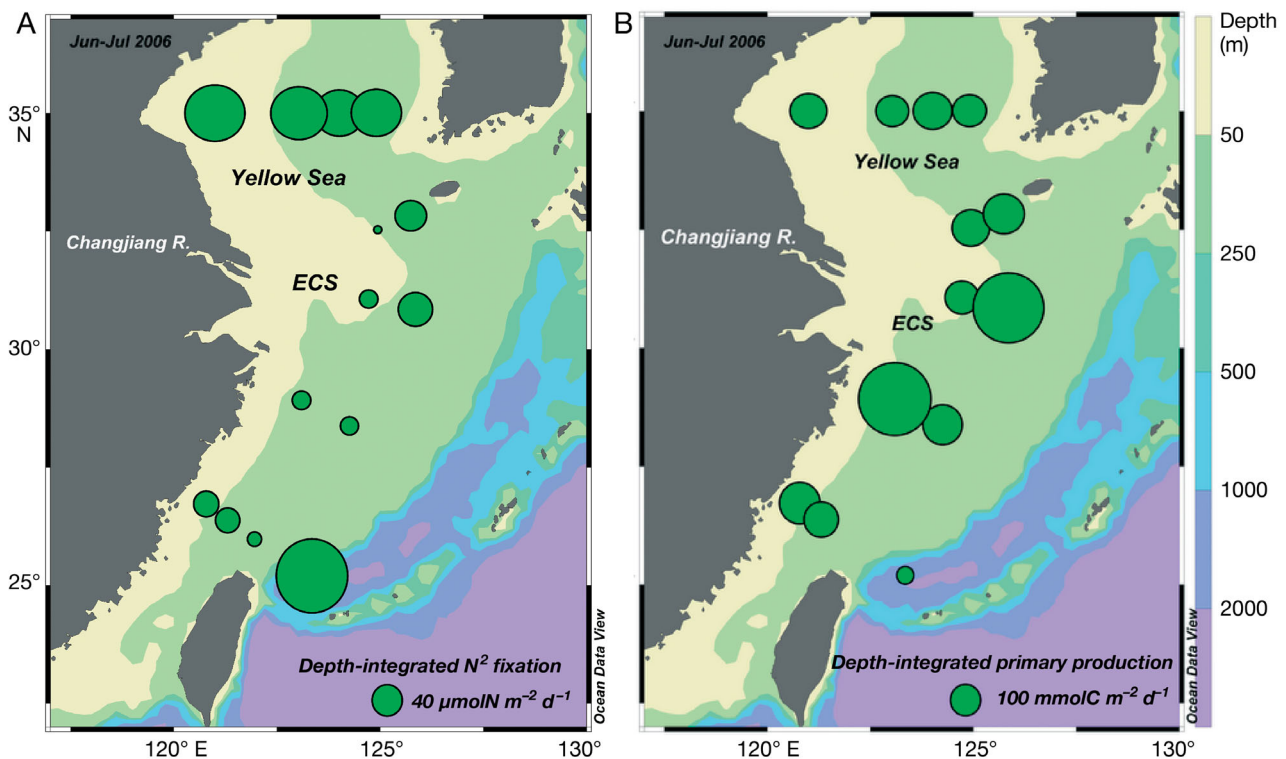 A
Jun-Jul 2006
35°
N
Yellow Sea
Changjiang R.
ECS
30°
25°
Depth-integrated N² fixation
40 µmolN m⁻² d⁻¹
Ocean Data View
120° E
125°
130°
B
Jun-Jul 2006
Yellow Sea
Changjiang R.
ECS
Depth-integrated primary production
100 mmolC m⁻² d⁻¹
Ocean Data View
120° E
125°
130°
Depth
(m)
50
250
500
1000
2000